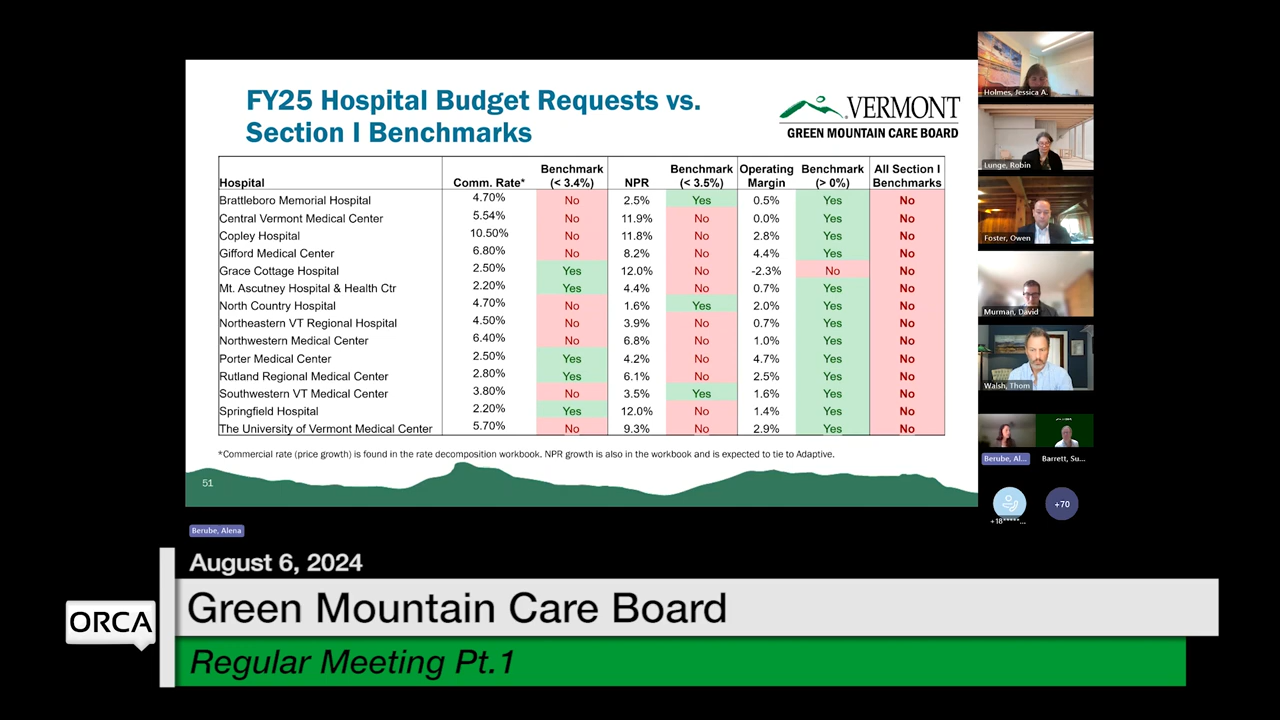 FY25 Hospital Budget Requests vs.
Section I Benchmarks
VERMONT
GREEN MOUNTAIN CARE BOARD
Hospital Comm. Rate* Benchmark (< 3.4%) NPR Benchmark (< 3.5%) Operating Margin Benchmark (> 0%) All Section I Benchmarks
Brattleboro Memorial Hospital 4.70% No 2.5% Yes 0.5% Yes No
Central Vermont Medical Center 5.54% No 11.9% No 0.0% Yes No
Copley Hospital 10.50% No 11.8% No 2.8% Yes No
Gifford Medical Center 6.80% No 8.2% No 4.4% Yes No
Grace Cottage Hospital 2.50% Yes 12.0% No -2.3% No No
Mt. Ascutney Hospital & Health Ctr 2.20% Yes 4.4% No 0.7% Yes No
North Country Hospital 4.70% No 1.6% Yes 2.0% Yes No
Northeastern VT Regional Hospital 4.50% No 3.9% No 0.7% Yes No
Northwestern Medical Center 6.40% No 6.8% No 1.0% Yes No
Porter Medical Center 2.50% Yes 4.2% No 4.7% Yes No
Rutland Regional Medical Center 2.80% Yes 6.1% No 2.5% Yes No
Southwestern VT Medical Center 3.80% No 3.5% Yes 1.6% Yes No
Springfield Hospital 2.20% Yes 12.0% No 1.4% Yes No
The University of Vermont Medical Center 5.70% No 9.3% No 2.9% Yes No
*Commercial rate (price growth) is found in the rate decomposition workbook. NPR growth is also in the workbook and is expected to tie to Adaptive.
51
Berube, Alena
Holmes, Jessica A.
Lunge, Robin
Foster, Owen
Murman, David
Walsh, Thom
Berube, Al...
Barrett, Su...
+18*****...
+70
August 6, 2024
ORCA
Green Mountain Care Board
Regular Meeting Pt.1